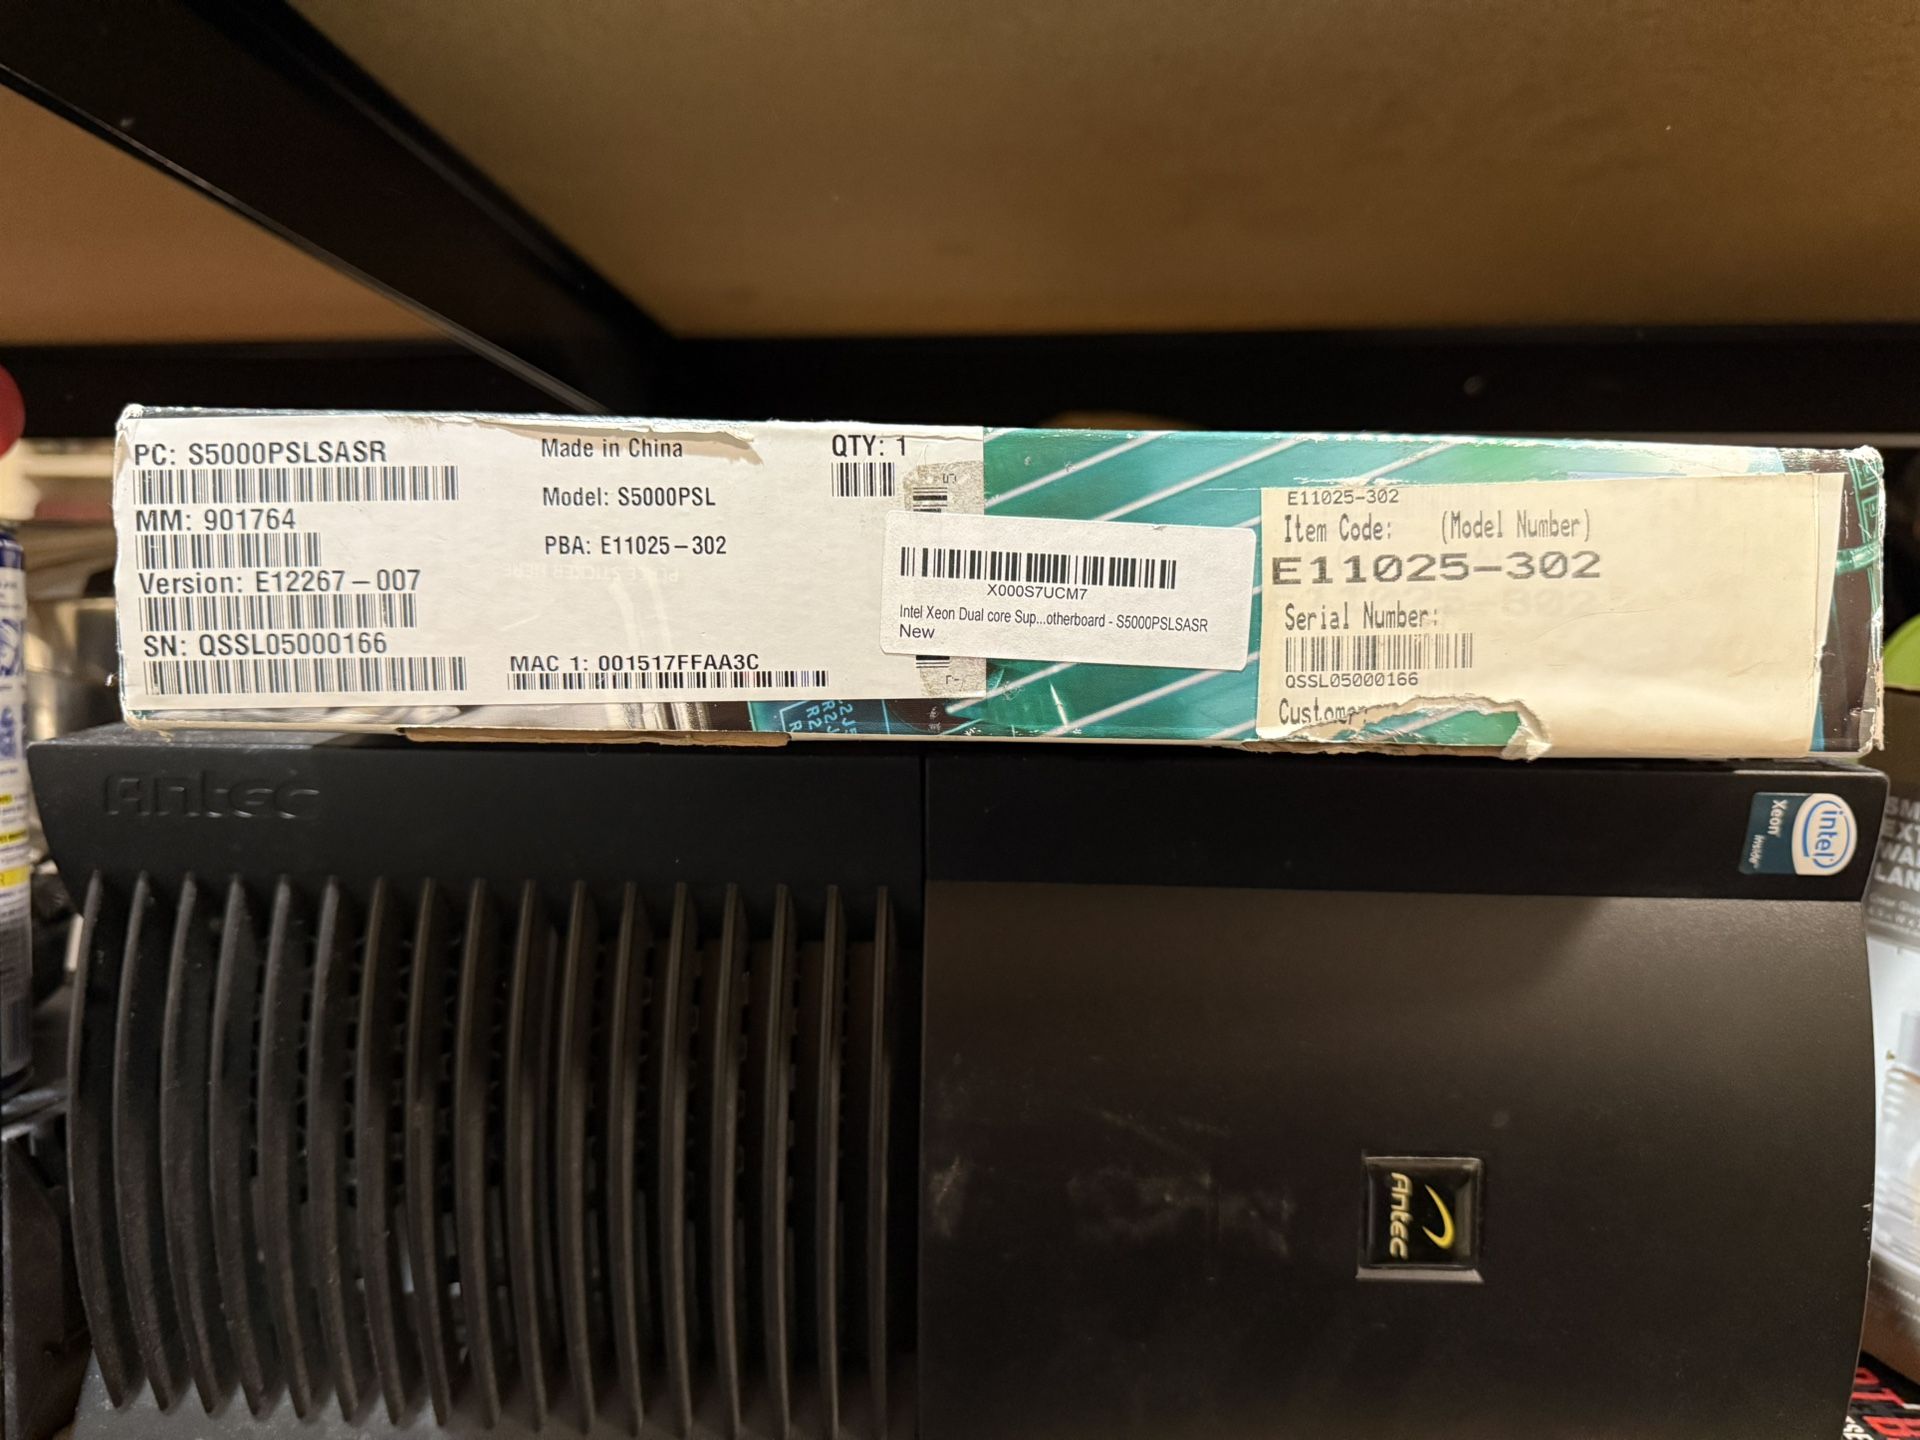 PC: S5000PSLSASR
MM: 901764
Version: E12267-007
SN: QSSL05000166
Made in China
Model: S5000PSL
PBA: E11025-302
MAC 1: 001517FFAA3C
QTY: 1
X000S7UCM7
Intel Xeon Dual core Sup...otherboard - S5000PSLSASR
New
E11025-302
Item Code: (Model Number)
E11025-302
Serial Number:
QSSL05000166
Customer
Antec
intel
Xeon
inside
Antec